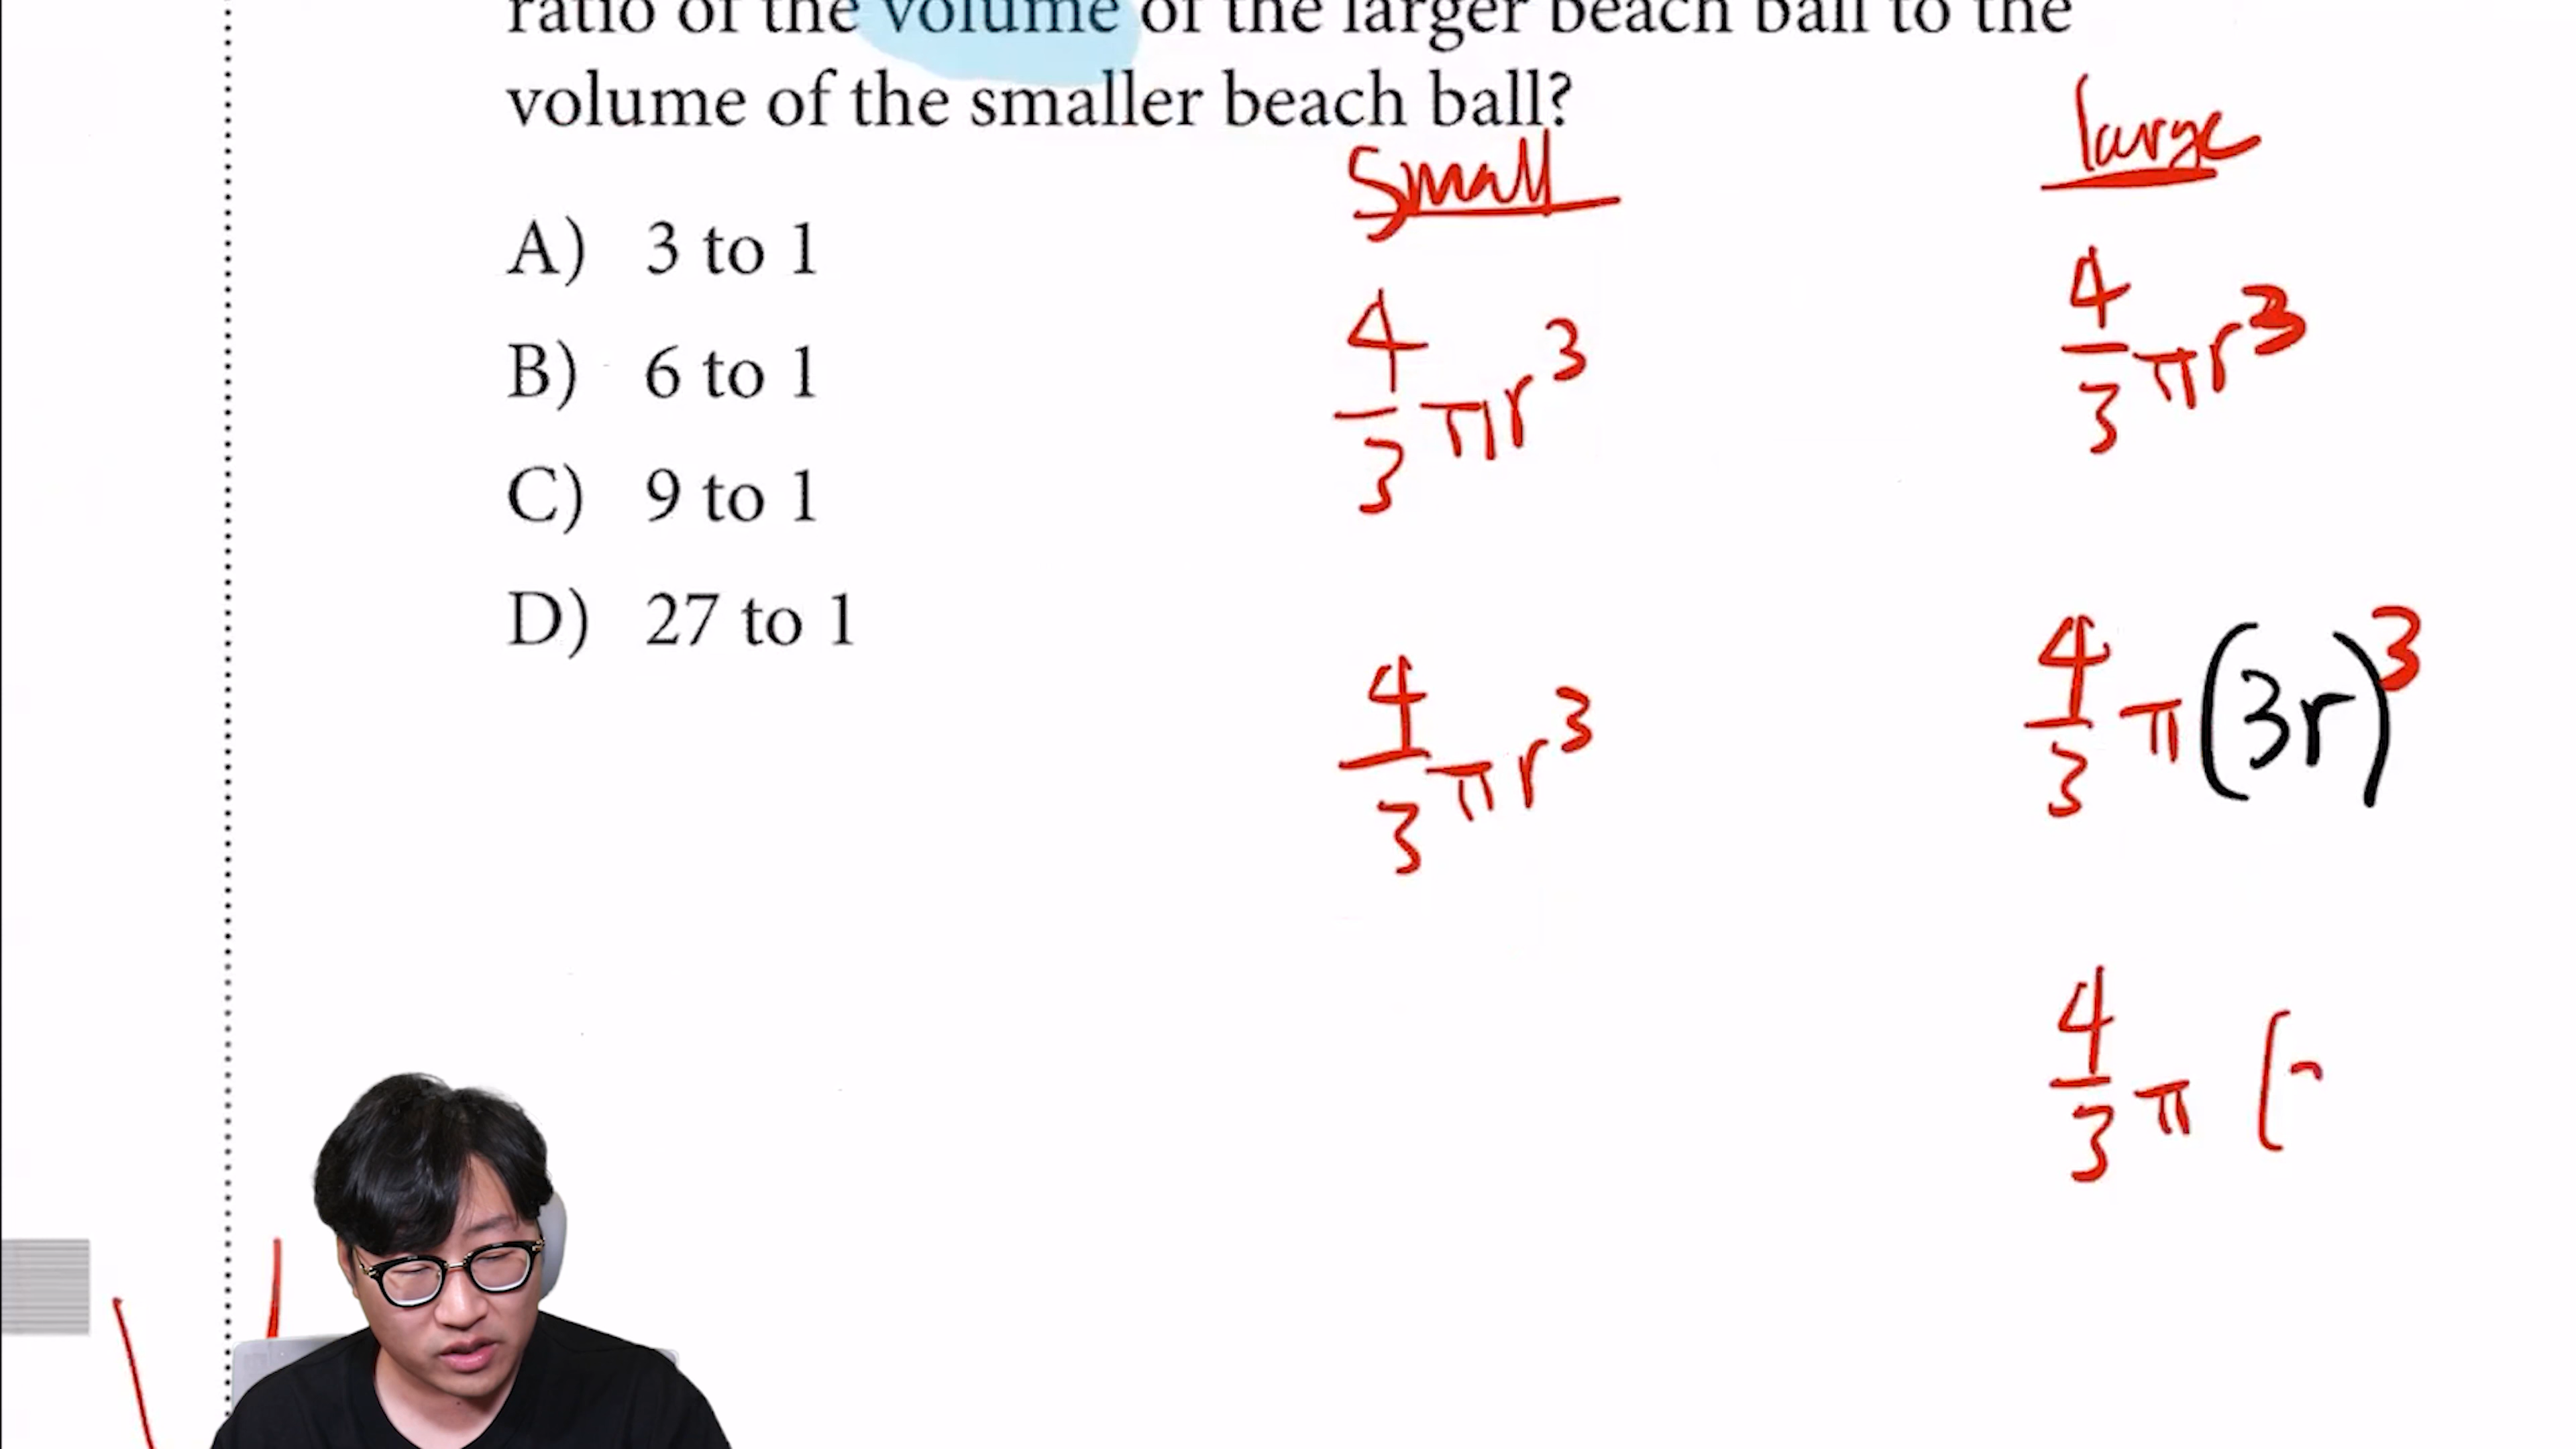 ratio of the volume of the larger beach ball to the
volume of the smaller beach ball?
small
large
A) 3 to 1
B) 6 to 1
C) 9 to 1
D) 27 to 1
4/3 πr³
4/3 πr³
4/3 πr³
4/3 π(3r)³
4/3 π (